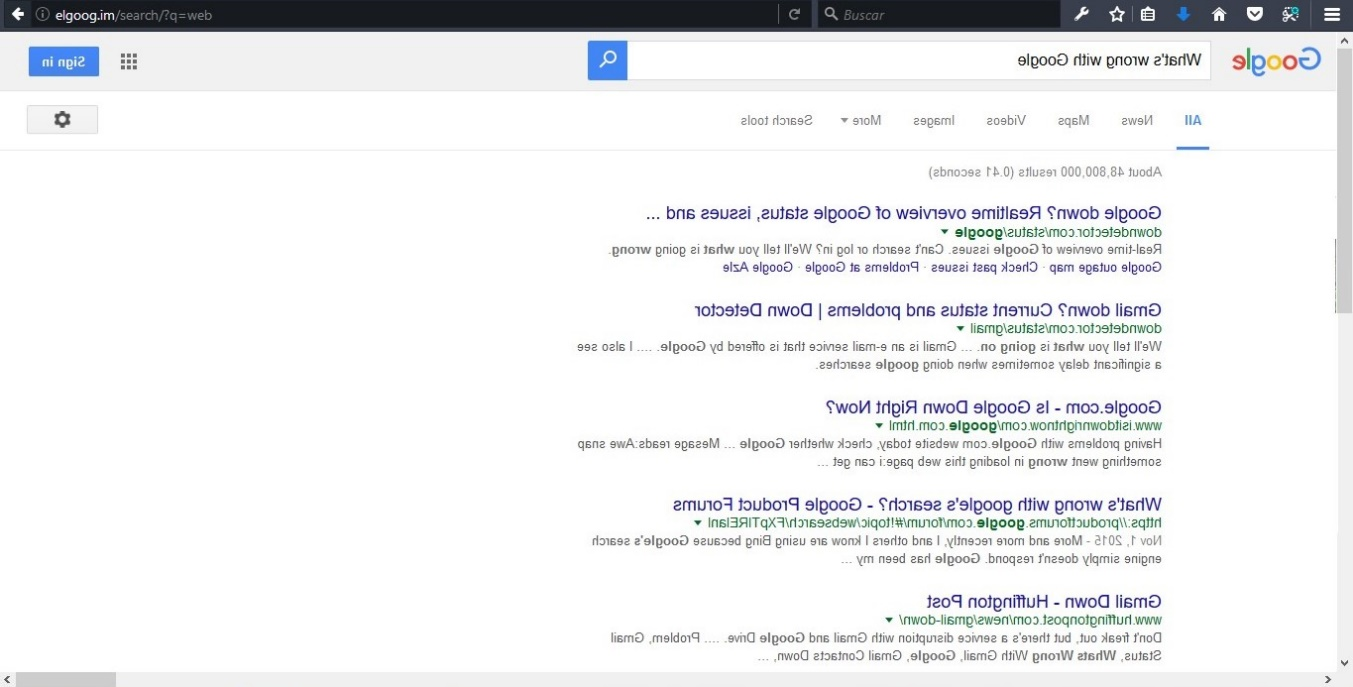 elgoog.im/search/?q=web
Buscar
Google
What's wrong with Google
Sign in
All
News
Maps
Videos
Images
More
Search tools
About 48,800,000 results (0.41 seconds)
Google down? Realtime overview of Google status, issues and ...
downdetector.com/status/google
Real-time overview of Google issues. Can't search or log in? We'll tell you what is going wrong.
Google outage map · Check past issues · Problems at Google · Google Azle
Gmail down? Current status and problems | Down Detector
downdetector.com/status/gmail
We'll tell you what is going on. ... Gmail is an e-mail service that is offered by Google. .... I also see
a significant delay sometimes when doing google searches.
Google.com - Is Google Down Right Now?
www.isitdownrightnow.com/google.com.html
Having problems with Google.com website today, check whether Google ... Message reads:Awe snap
something went wrong in loading this web page:i can get ...
What's wrong with google's search? - Google Product Forums
https://productforums.google.com/forum/#!topic/websearch/FXpTlRElanI
Nov 1, 2015 - More and more recently, I and others I know are using Bing because Google's search
engine simply doesn't respond. Google has been my ...
Gmail Down - Huffington Post
www.huffingtonpost.com/news/gmail-down/
Don't freak out, but there's a service disruption with Gmail and Google Drive. .... Problem, Gmail
Status, Whats Wrong With Gmail, Google, Gmail Contacts Down, ...